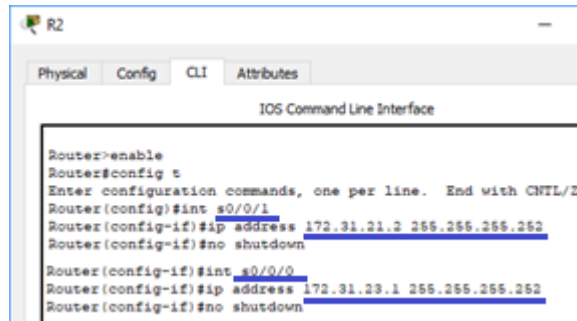 R2
Physical Config CLI Attributes
IOS Command Line Interface
Router>enable
Router#config t
Enter configuration commands, one per line. End with CNTL/Z
Router(config)#int s0/0/1
Router(config-if)#ip address 172.31.21.2 255.255.255.252
Router(config-if)#no shutdown
Router(config-if)#int s0/0/0
Router(config-if)#ip address 172.31.23.1 255.255.255.252
Router(config-if)#no shutdown